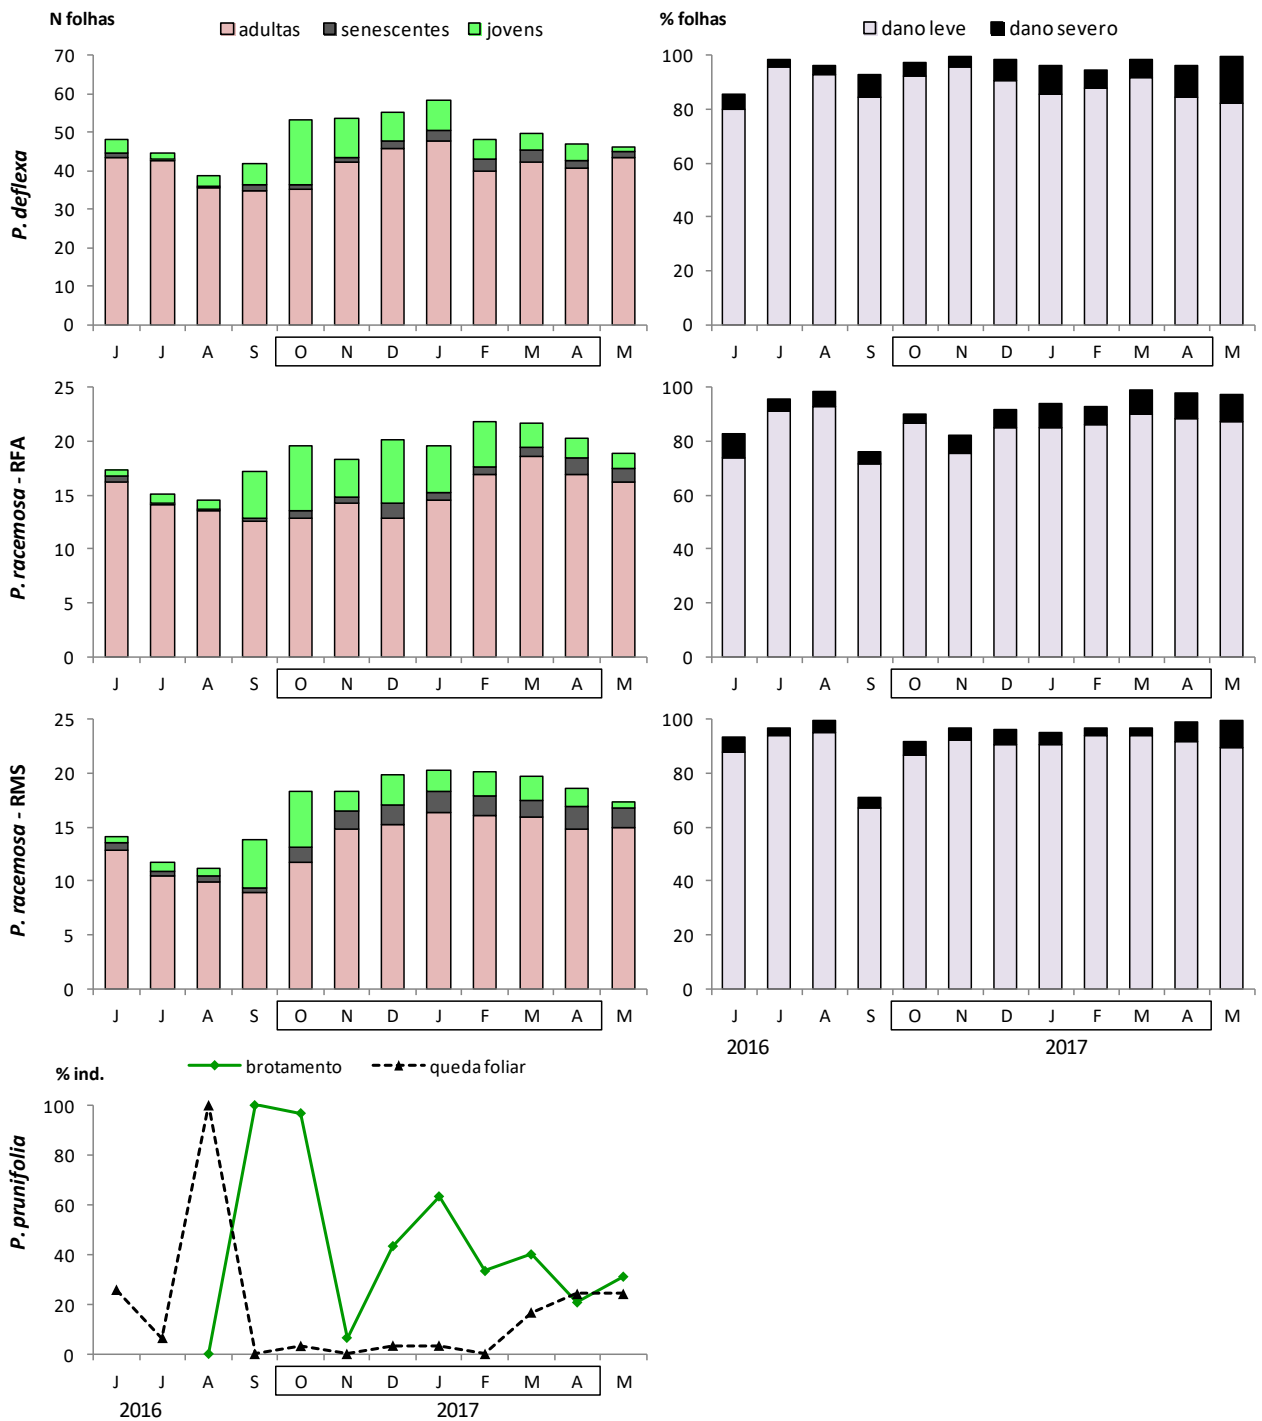 N folhas
adultas senescentes jovens
% folhas
dano leve dano severo
70
60
50
40
30
20
10
0
P. deflexa
J J A S O N D J F M A M
100
80
60
40
20
0
J J A S O N D J F M A M
25
20
15
10
5
0
P. racemosa - RFA
J J A S O N D J F M A M
100
80
60
40
20
0
J J A S O N D J F M A M
25
20
15
10
5
0
P. racemosa - RMS
J J A S O N D J F M A M
100
80
60
40
20
0
J J A S O N D J F M A M
2016 2017
% ind.
brotamento queda foliar
100
80
60
40
20
0
P. prunifolia
J J A S O N D J F M A M
2016 2017